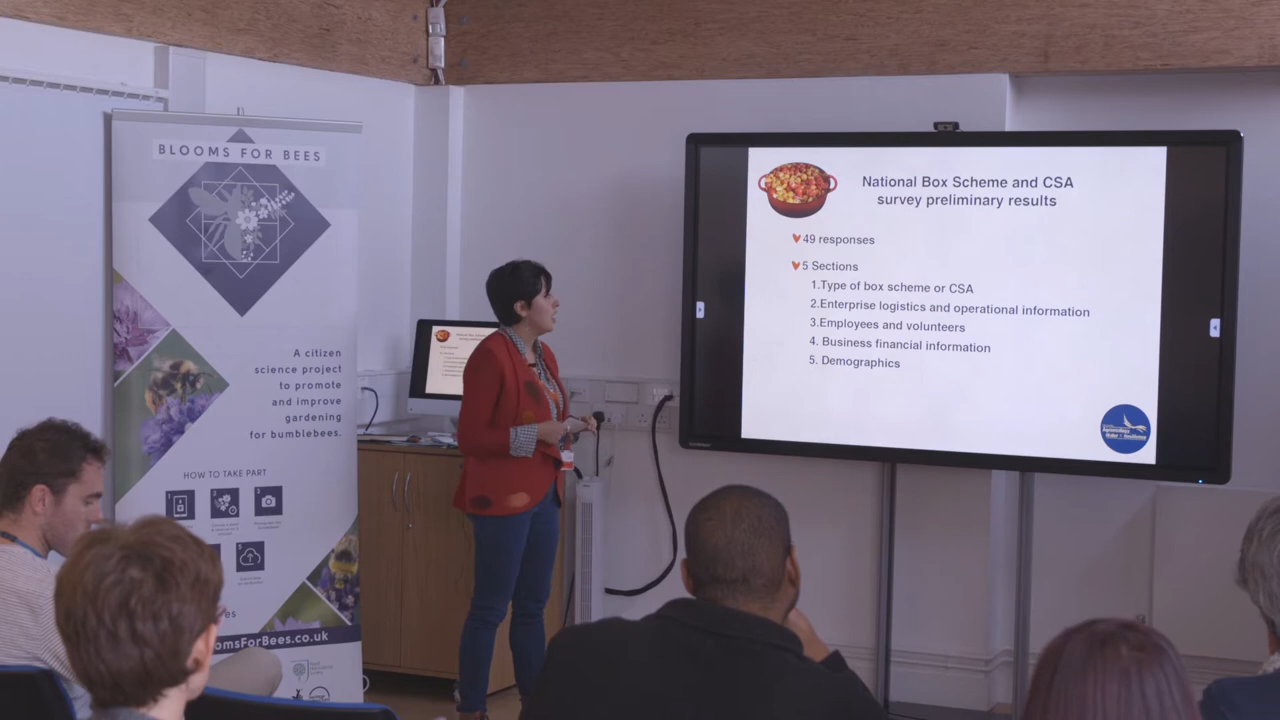 BLOOMS FOR BEES
A citizen
science project
to promote
and improve
gardening
for bumblebees.
HOW TO TAKE PART
omsForBees.co.uk
National Box Scheme and CSA
survey preliminary results
49 responses
5 Sections
1.Type of box scheme or CSA
2.Enterprise logistics and operational information
3.Employees and volunteers
4. Business financial information
5. Demographics